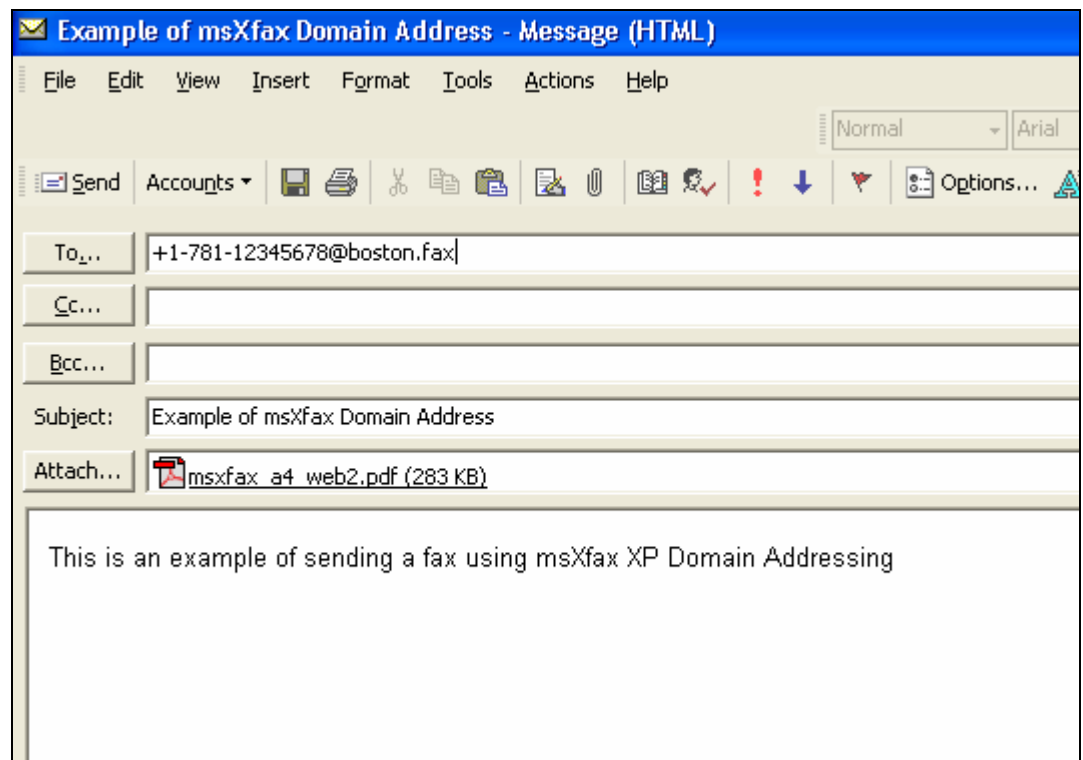 Example of msXfax Domain Address - Message (HTML)
File Edit View Insert Format Tools Actions Help
Normal Arial
Send Accounts Options... A
To... +1-781-12345678@boston.fax
Cc...
Bcc...
Subject: Example of msXfax Domain Address
Attach... msxfax_a4_web2.pdf (283 KB)
This is an example of sending a fax using msXfax XP Domain Addressing